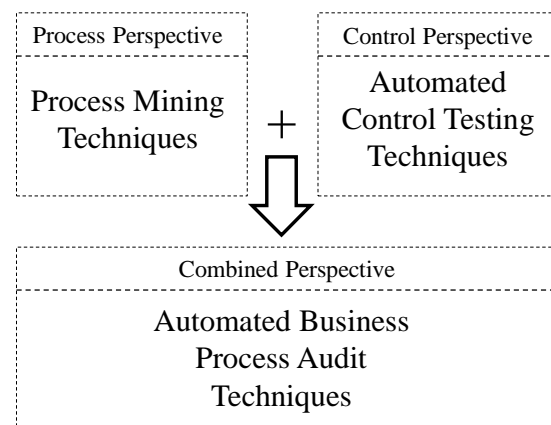 Process Perspective
Process Mining
Techniques
+
Control Perspective
Automated
Control Testing
Techniques
Combined Perspective
Automated Business
Process Audit
Techniques